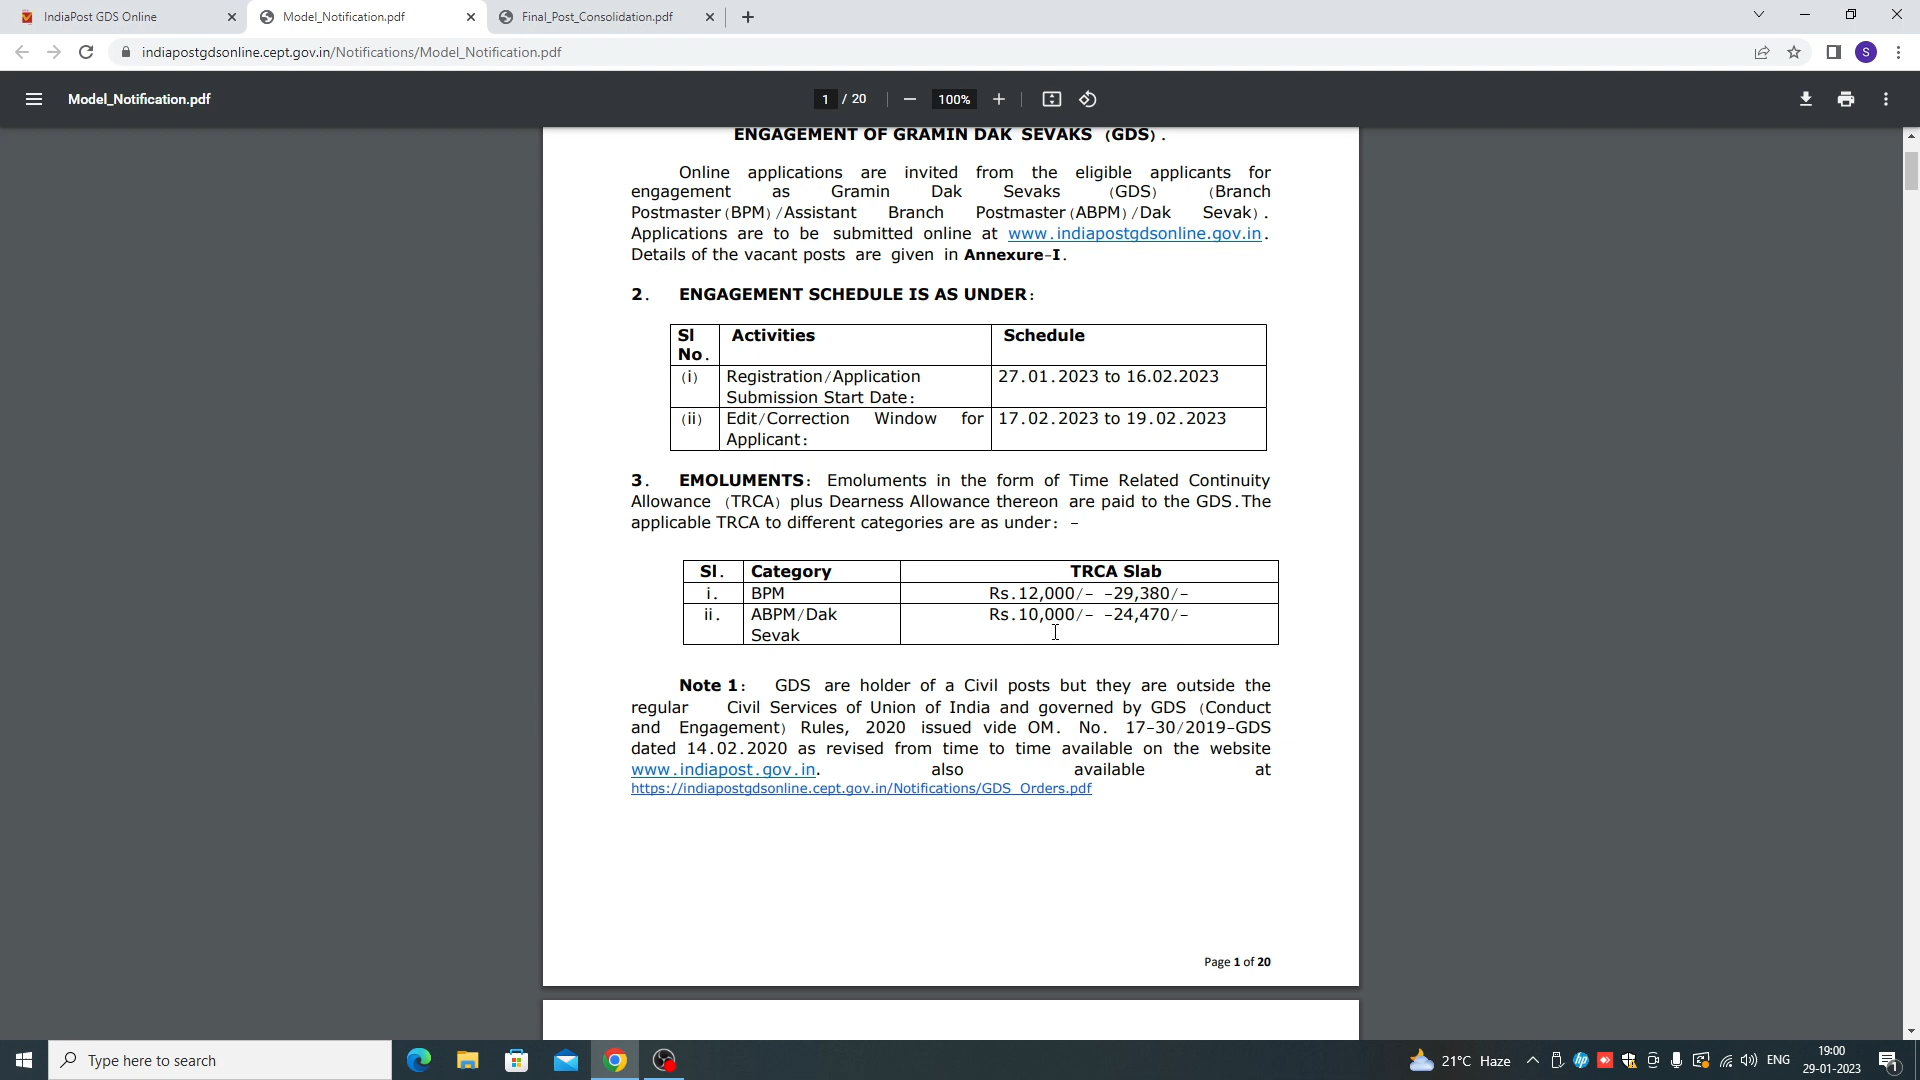 IndiaPost GDS Online
Model_Notification.pdf
Final_Post_Consolidation.pdf
indiapostgdsonline.cept.gov.in/Notifications/Model_Notification.pdf
S
Model_Notification.pdf
1 / 20
100%
ENGAGEMENT OF GRAMIN DAK SEVAKS (GDS).
Online applications are invited from the eligible applicants for
engagement as Gramin Dak Sevaks (GDS) (Branch
Postmaster(BPM)/Assistant Branch Postmaster(ABPM)/Dak Sevak).
Applications are to be submitted online at www.indiapostgdsonline.gov.in.
Details of the vacant posts are given in Annexure-I.
2. ENGAGEMENT SCHEDULE IS AS UNDER:
Sl Activities Schedule
No.
(i) Registration/Application 27.01.2023 to 16.02.2023
Submission Start Date:
(ii) Edit/Correction Window for 17.02.2023 to 19.02.2023
Applicant:
3. EMOLUMENTS: Emoluments in the form of Time Related Continuity
Allowance (TRCA) plus Dearness Allowance thereon are paid to the GDS.The
applicable TRCA to different categories are as under: -
Sl. Category TRCA Slab
i. BPM Rs.12,000/- -29,380/-
ii. ABPM/Dak Rs.10,000/- -24,470/-
Sevak
Note 1: GDS are holder of a Civil posts but they are outside the
regular Civil Services of Union of India and governed by GDS (Conduct
and Engagement) Rules, 2020 issued vide OM. No. 17-30/2019-GDS
dated 14.02.2020 as revised from time to time available on the website
www.indiapost.gov.in. also available at
https://indiapostgdsonline.cept.gov.in/Notifications/GDS_Orders.pdf
Page 1 of 20
Type here to search
hp
21°C Haze
ENG
19:00
29-01-2023
1